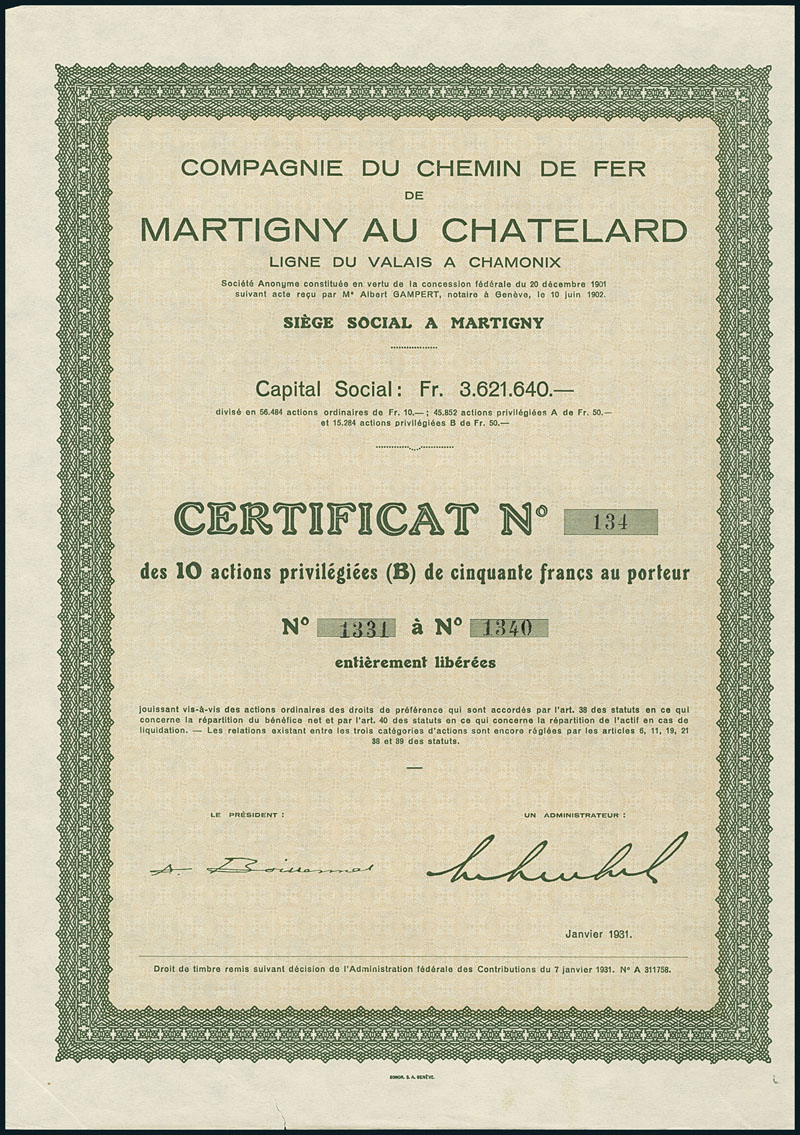 COMPAGNIE DU CHEMIN DE FER
DE
MARTIGNY AU CHATELARD
LIGNE DU VALAIS A CHAMONIX
Société Anonyme constituée en vertu de la concession fédérale du 20 décembre 1901
suivant acte reçu par Me Albert GAMPERT, notaire à Genève, le 10 juin 1902.
SIÈGE SOCIAL A MARTIGNY
Capital Social: Fr. 3.621.640.—
divisé en 56.484 actions ordinaires de Fr. 10.— ; 45.852 actions privilégiées A de Fr. 50.—
et 15.284 actions privilégiées B de Fr. 50.—
CERTIFICAT No 134
des 10 actions privilégiées (B) de cinquante francs au porteur
No 1331 à No 1340
entièrement libérées
jouissant vis-à-vis des actions ordinaires des droits de préférence qui sont accordés par l'art. 38 des statuts en ce qui
concerne la répartition du bénéfice net et par l'art. 40 des statuts en ce qui concerne la répartition de l'actif en cas de
liquidation. — Les relations existant entre les trois catégories d'actions sont encore réglées par les articles 6, 11, 19, 21
38 et 39 des statuts.
LE PRÉSIDENT : UN ADMINISTRATEUR :
Janvier 1931.
Droit de timbre remis suivant décision de l'Administration fédérale des Contributions du 7 janvier 1931. No A 311758.
SONOR. S. A. GENÈVE.